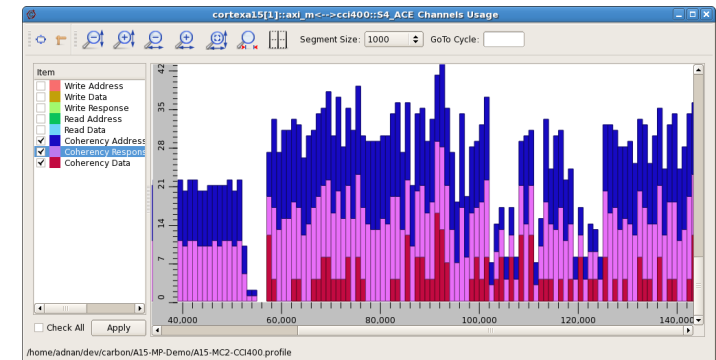 cortexa15[1]::axi_m<-->cci400::S4_ACE Channels Usage
Segment Size: 1000 GoTo Cycle:
Item
Write Address
Write Data
Write Response
Read Address
Read Data
Coherency Address
Coherency Respons
Coherency Data
42
35
28
21
14
7
0
40,000 60,000 80,000 100,000 120,000 140,000
Check All Apply
/home/adnan/dev/carbon/A15-MP-Demo/A15-MC2-CCI400.profile